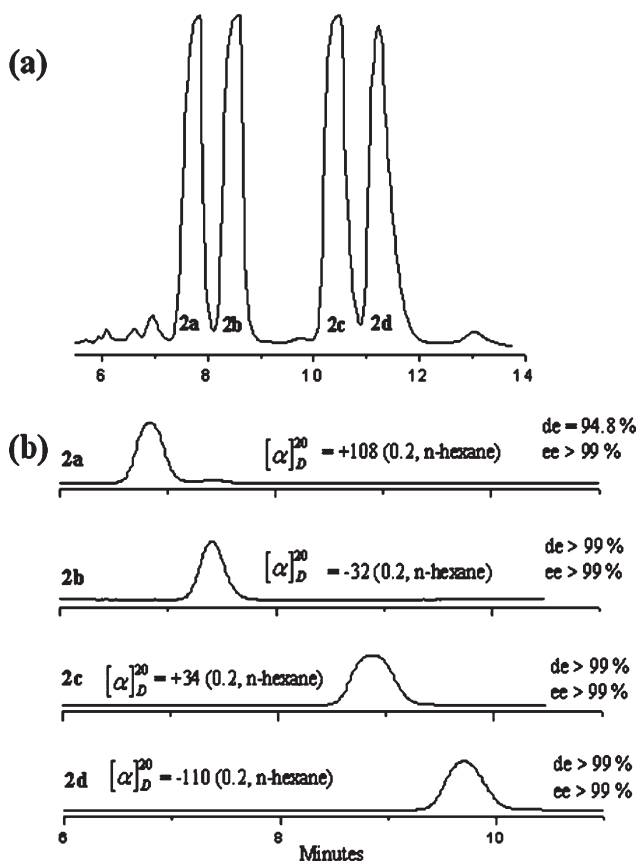 (a)
2a 2b 2c 2d
6 8 10 12 14
(b)
2a [α]D20 = +108 (0.2, n-hexane) de = 94.8 %
ee > 99 %
2b [α]D20 = -32 (0.2, n-hexane) de > 99 %
ee > 99 %
2c [α]D20 = +34 (0.2, n-hexane) de > 99 %
ee > 99 %
2d [α]D20 = -110 (0.2, n-hexane) de > 99 %
ee > 99 %
6 8 10
Minutes